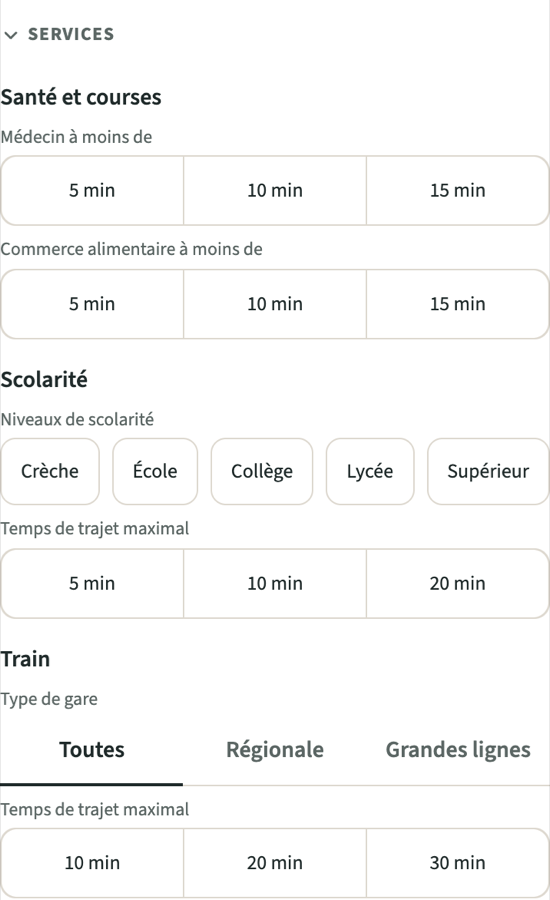 SERVICES
Santé et courses
Médecin à moins de
5 min 10 min 15 min
Commerce alimentaire à moins de
5 min 10 min 15 min
Scolarité
Niveaux de scolarité
Crèche École Collège Lycée Supérieur
Temps de trajet maximal
5 min 10 min 20 min
Train
Type de gare
Toutes Régionale Grandes lignes
Temps de trajet maximal
10 min 20 min 30 min